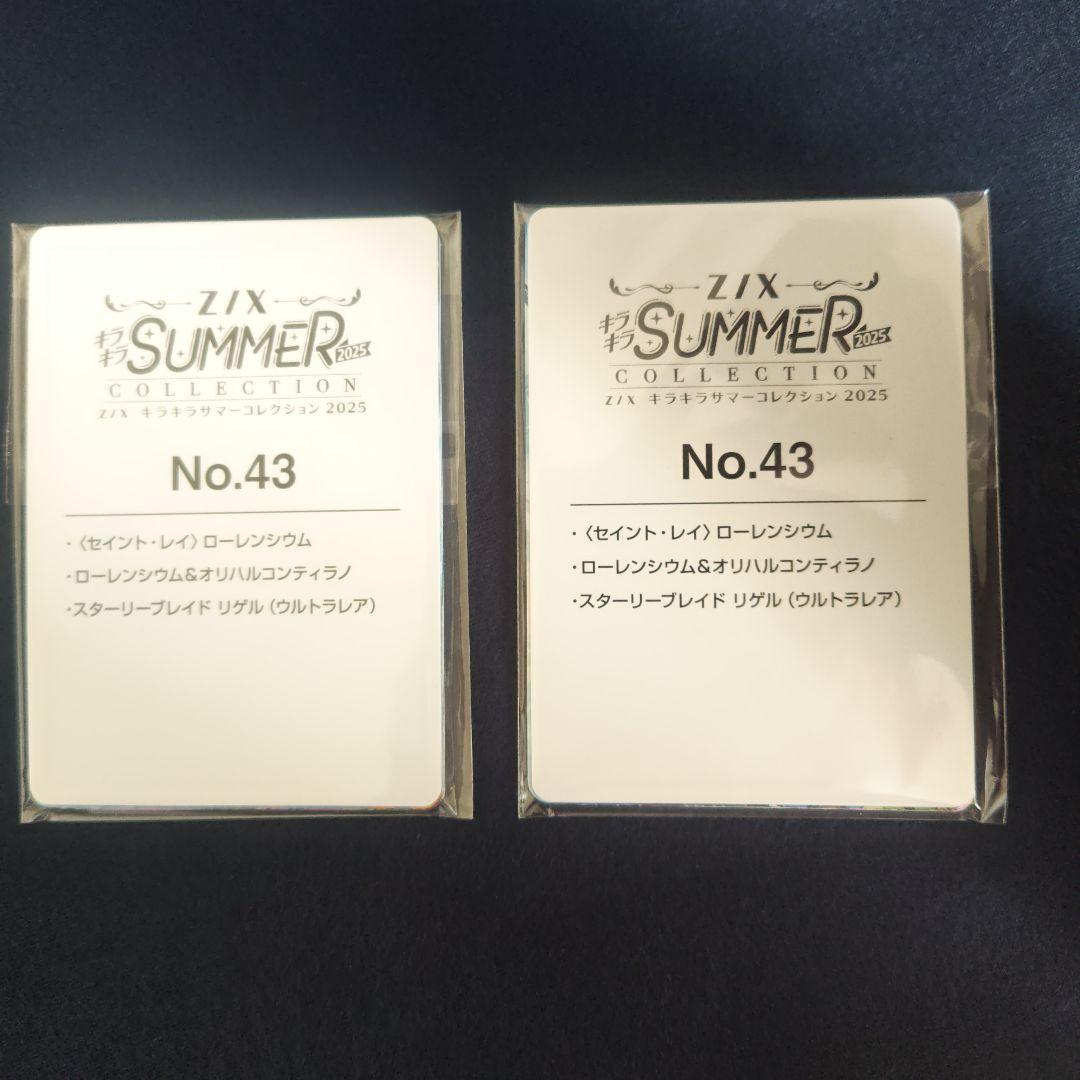 Z/X
キラキラ SUMMER 2025
COLLECTION
Z/X キラキラサマーコレクション 2025
No.43
・〈セイント・レイ〉ローレンシウム
・ローレンシウム&オリハルコンティラノ
・スターリーブレイド リゲル（ウルトラレア）
Z/X
キラキラ SUMMER 2025
COLLECTION
Z/X キラキラサマーコレクション 2025
No.43
・〈セイント・レイ〉ローレンシウム
・ローレンシウム&オリハルコンティラノ
・スターリーブレイド リゲル（ウルトラレア）